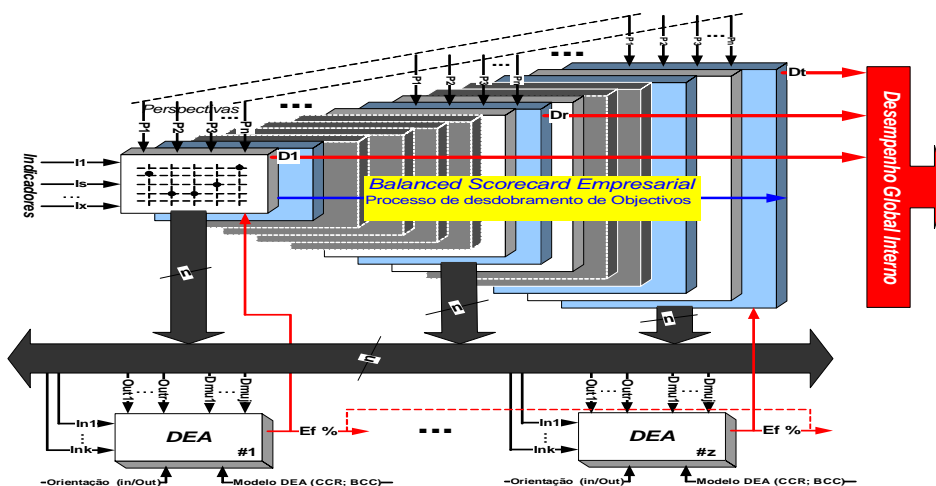 P1 P2 P3 Pn
Dt
Perspectivas
P1 P2 P3 Pn
Dr
P1 P2 P3 Pn
D1
Indicadores
I1
Is
Ix
Balanced Scorecard Empresarial
Processo de desdobramento de Objectivos
Desempenho Global Interno
n
n
n
n
Out1 Outr Dmu1 Dmuj
In1
Ink
DEA
#1
Ef %
Orientação (in/Out)
Modelo DEA (CCR; BCC)
Out1 Outr Dmu1 Dmuj
In1
Ink
DEA
#z
Ef %
Orientação (in/Out)
Modelo DEA (CCR; BCC)